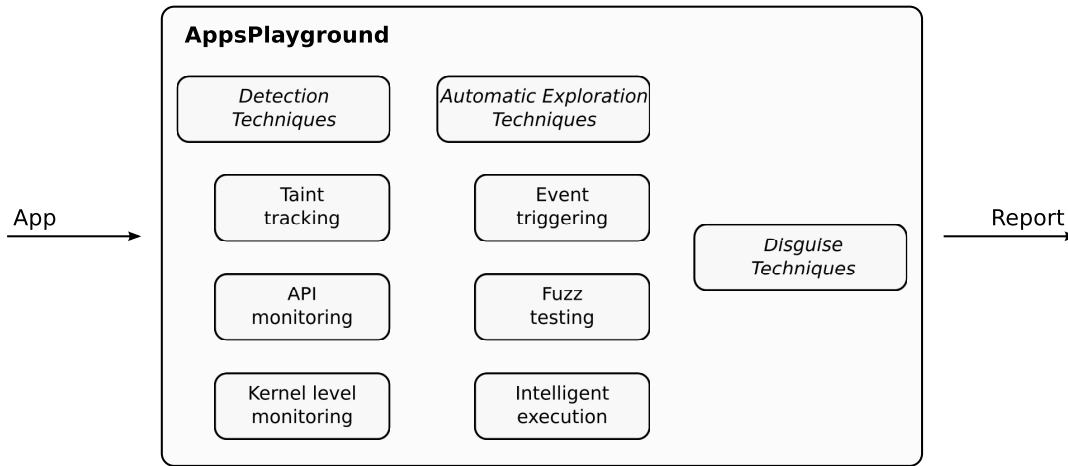 AppsPlayground
Detection
Techniques
Automatic Exploration
Techniques
Taint
tracking
Event
triggering
App
Report
Disguise
Techniques
API
monitoring
Fuzz
testing
Kernel level
monitoring
Intelligent
execution